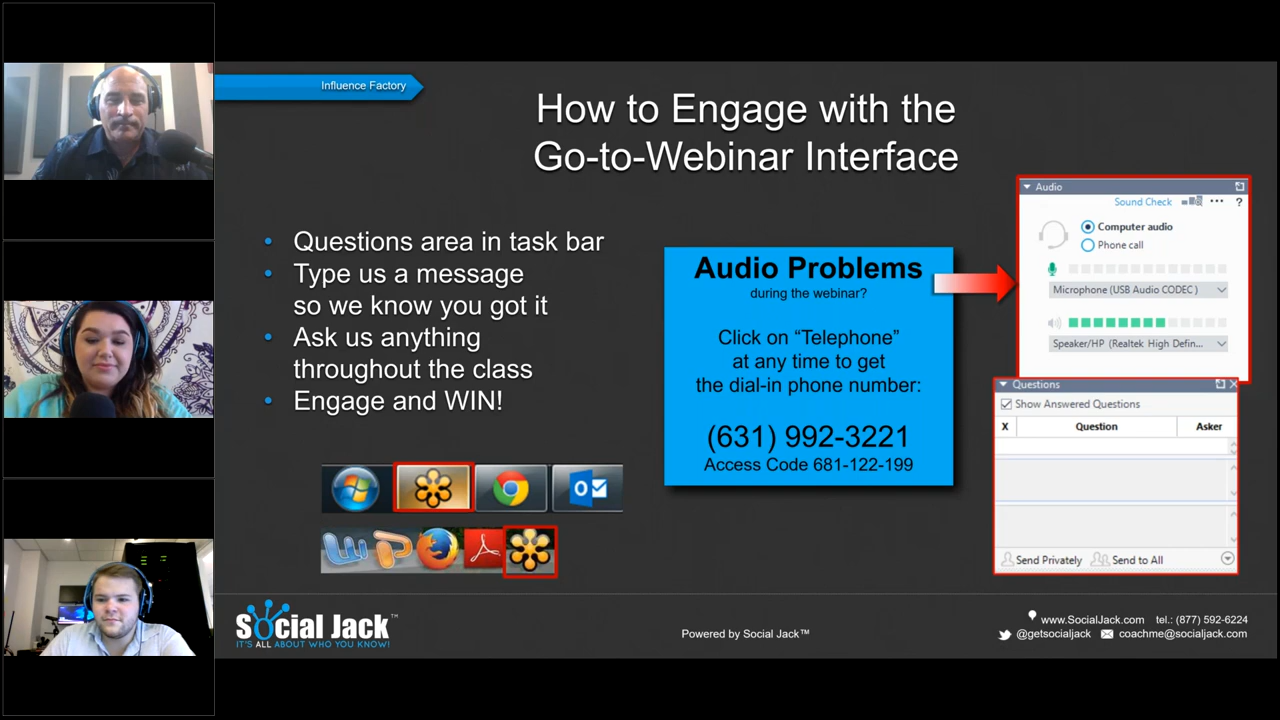 Influence Factory
How to Engage with the
Go-to-Webinar Interface
• Questions area in task bar
• Type us a message
so we know you got it
• Ask us anything
throughout the class
• Engage and WIN!
Audio Problems
during the webinar?
Click on “Telephone”
at any time to get
the dial-in phone number:
(631) 992-3221
Access Code 681-122-199
Audio
Sound Check ?
Computer audio
Phone call
Microphone (USB Audio CODEC )
Speaker/HP (Realtek High Defin...
Questions
Show Answered Questions
X Question Asker
Send Privately Send to All
Social Jack™
IT'S ALL ABOUT WHO YOU KNOW!
Powered by Social Jack™
www.SocialJack.com tel.: (877) 592-6224
@getsocialjack coachme@socialjack.com